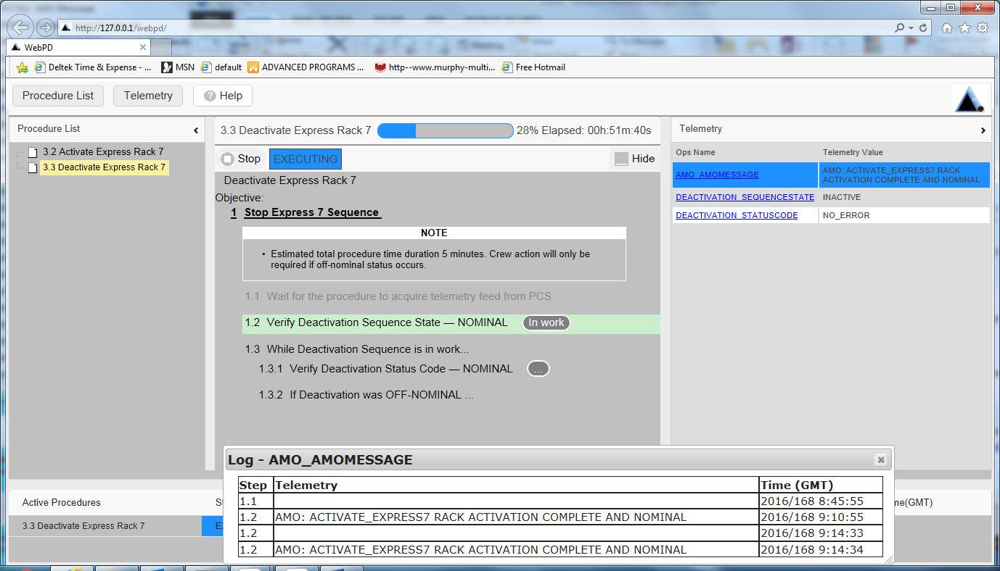 http://127.0.0.1/webpd/
WebPD
Deltek Time & Expense - ...
MSN
default
ADVANCED PROGRAMS ...
http--www.murphy-multi...
Free Hotmail
Procedure List
Telemetry
? Help
Procedure List
3.2 Activate Express Rack 7
3.3 Deactivate Express Rack 7
3.3 Deactivate Express Rack 7
28% Elapsed: 00h:51m:40s
Stop
EXECUTING
Hide
Deactivate Express Rack 7
Objective:
1 Stop Express 7 Sequence
NOTE
• Estimated total procedure time duration 5 minutes. Crew action will only be
required if off-nominal status occurs.
1.1 Wait for the procedure to acquire telemetry feed from PCS
1.2 Verify Deactivation Sequence State — NOMINAL In work
1.3 While Deactivation Sequence is in work...
1.3.1 Verify Deactivation Status Code — NOMINAL ...
1.3.2 If Deactivation was OFF-NOMINAL ...
Telemetry
Ops Name Telemetry Value
AMO_AMOMESSAGE AMO: ACTIVATE_EXPRESS7 RACK
ACTIVATION COMPLETE AND NOMINAL
DEACTIVATION_SEQUENCESTATE INACTIVE
DEACTIVATION_STATUSCODE NO_ERROR
Active Procedures
3.3 Deactivate Express Rack 7
Log - AMO_AMOMESSAGE
Step Telemetry Time (GMT)
1.1 2016/168 8:45:55
1.2 AMO: ACTIVATE_EXPRESS7 RACK ACTIVATION COMPLETE AND NOMINAL 2016/168 9:10:55
1.2 2016/168 9:14:33
1.2 AMO: ACTIVATE_EXPRESS7 RACK ACTIVATION COMPLETE AND NOMINAL 2016/168 9:14:34
me(GMT)